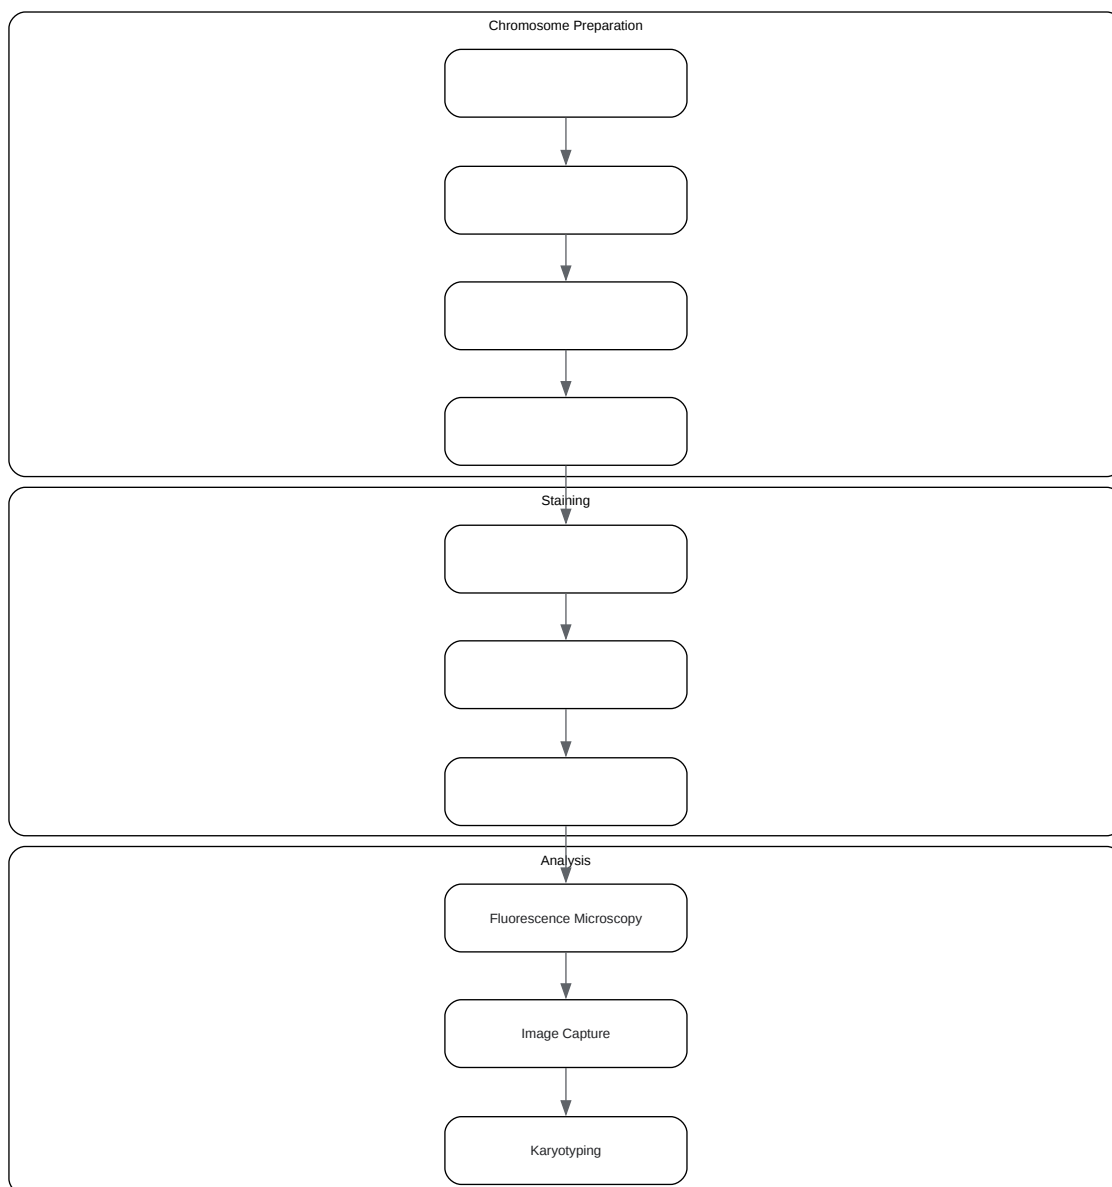 Chromosome Preparation
Staining
Analysis
Fluorescence Microscopy
Image Capture
Karyotyping